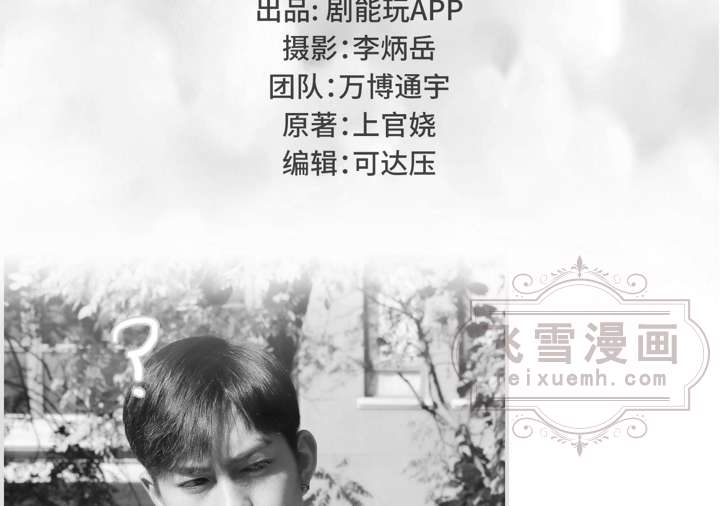 出品: 剧能玩APP
摄影：李炳岳
团队：万博通宇
原著：上官娆
编辑：可达压
?
飞雪漫画
feixuemh.com